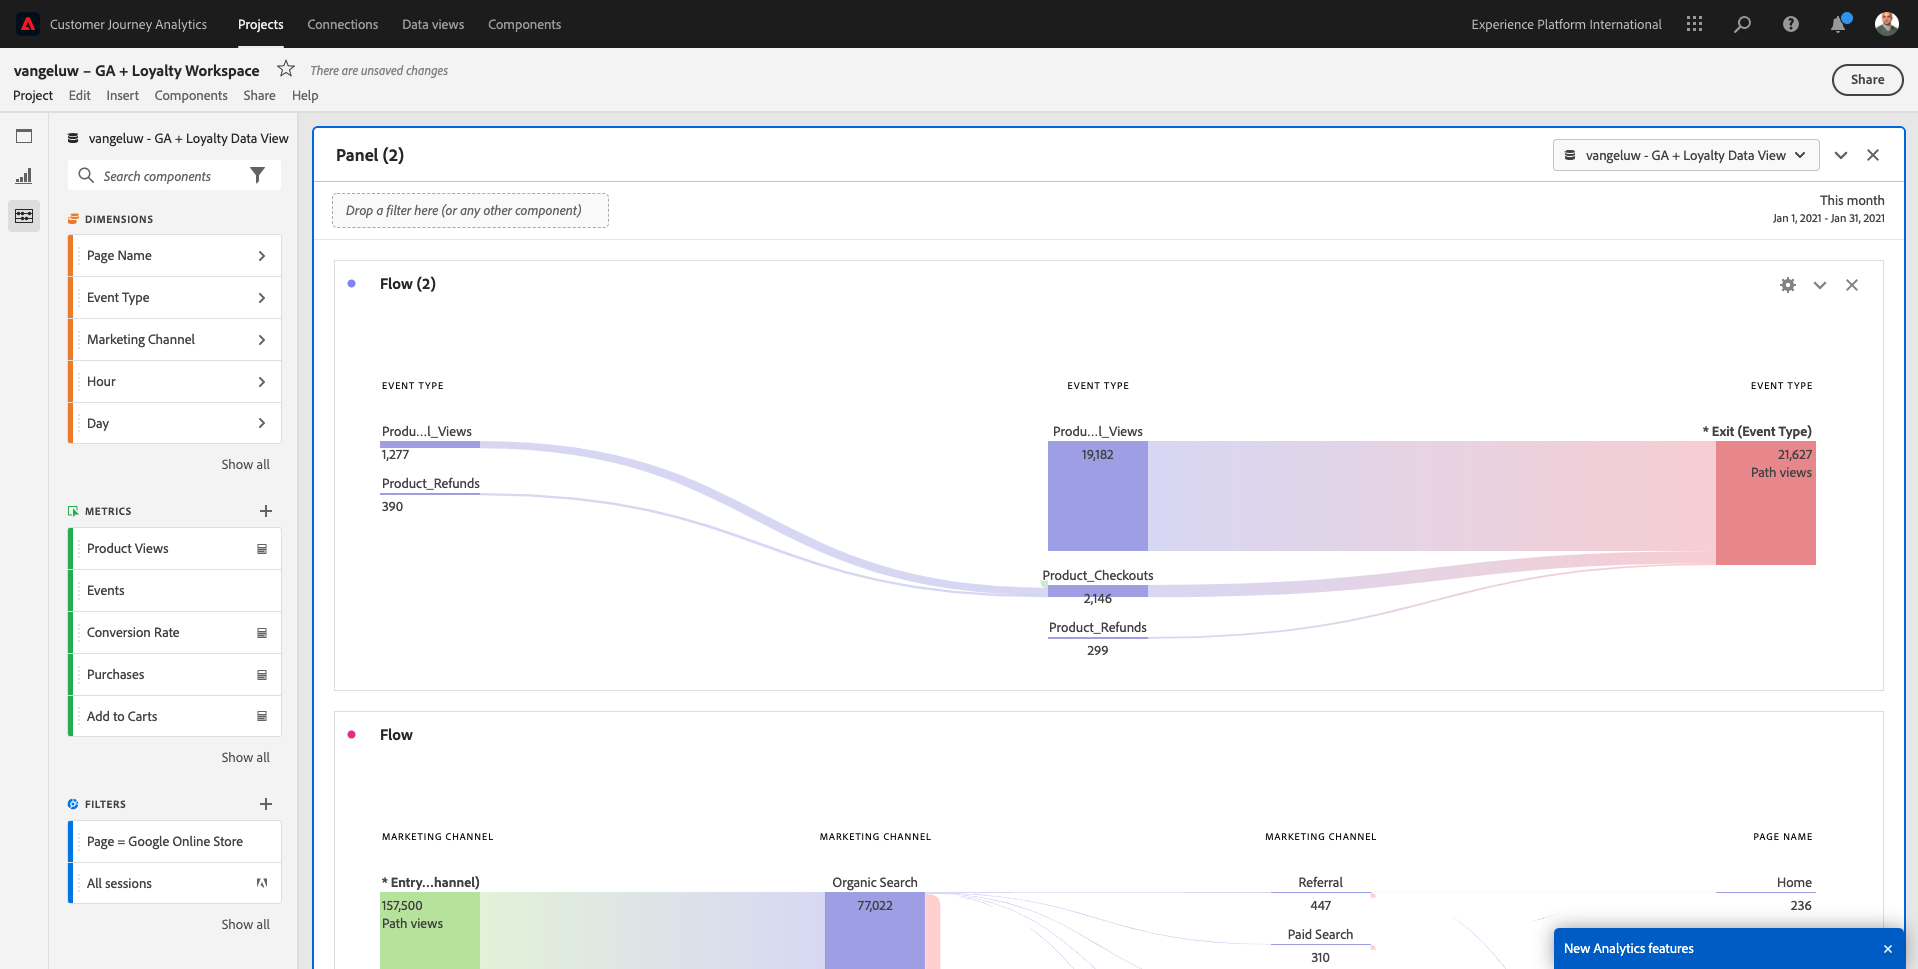 Customer Journey Analytics
Projects
Connections
Data views
Components
Experience Platform International
vangeluw – GA + Loyalty Workspace
There are unsaved changes
Project
Edit
Insert
Components
Share
Help
Share
vangeluw - GA + Loyalty Data View
Search components
DIMENSIONS
Page Name
Event Type
Marketing Channel
Hour
Day
Show all
METRICS
Product Views
Events
Conversion Rate
Purchases
Add to Carts
Show all
FILTERS
Page = Google Online Store
All sessions
Show all
Panel (2)
vangeluw - GA + Loyalty Data View
Drop a filter here (or any other component)
This month
Jan 1, 2021 - Jan 31, 2021
Flow (2)
EVENT TYPE
EVENT TYPE
EVENT TYPE
Produ...l_Views
1,277
Product_Refunds
390
Produ...l_Views
19,182
Product_Checkouts
2,146
Product_Refunds
299
* Exit (Event Type)
21,627
Path views
Flow
MARKETING CHANNEL
MARKETING CHANNEL
MARKETING CHANNEL
PAGE NAME
* Entry...hannel)
157,500
Path views
Organic Search
77,022
Referral
447
Paid Search
310
Home
236
New Analytics features